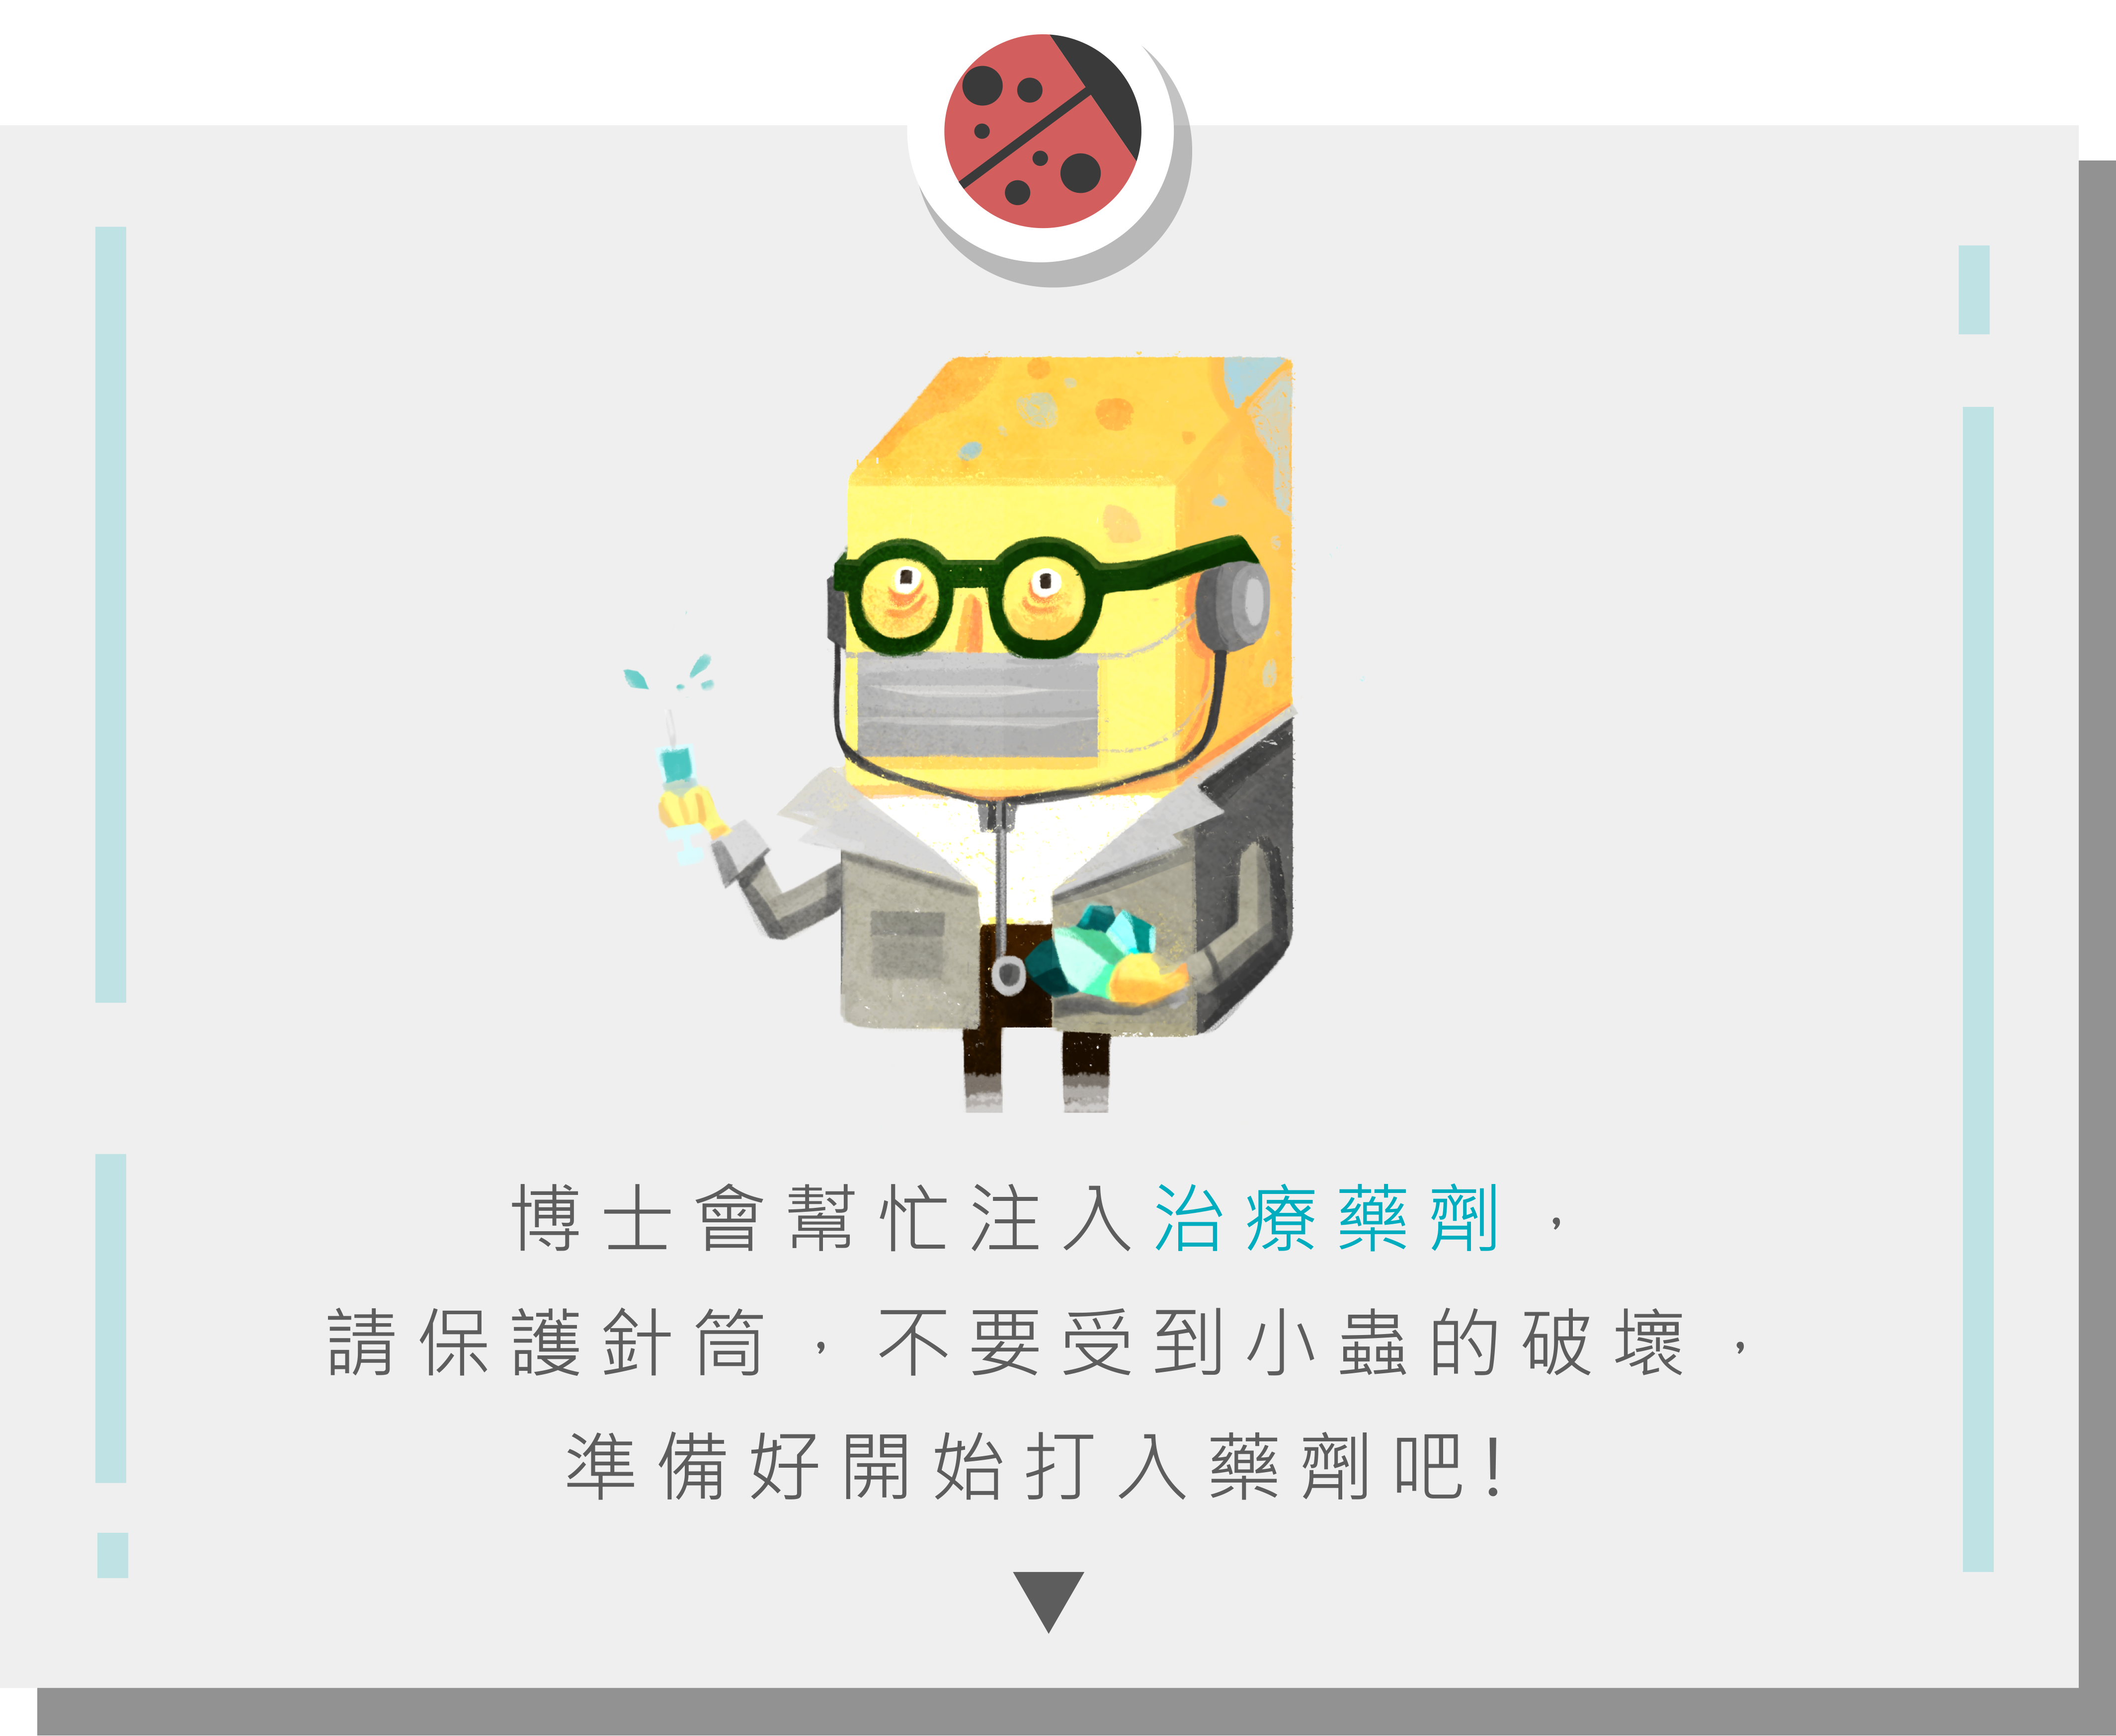 博士會幫忙注入治療藥劑，
請保護針筒，不要受到小蟲的破壞，
準備好開始打入藥劑吧！